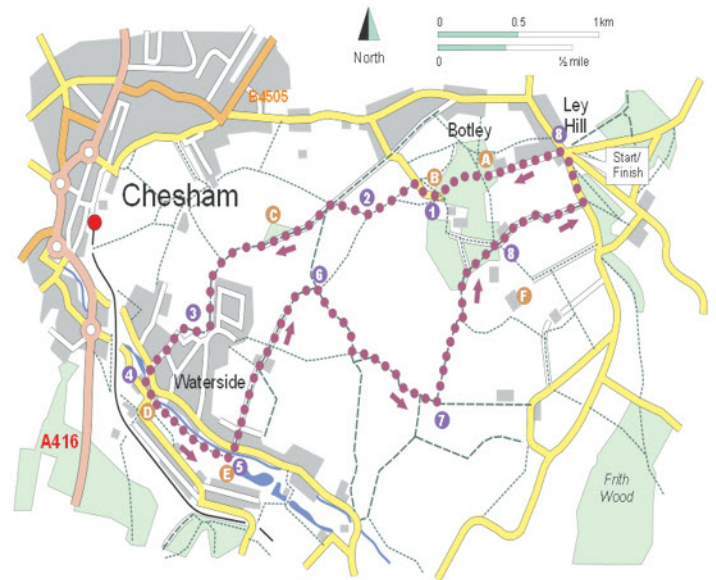 0 0.5 1km
0 ½ mile
North
B4505
Ley
Hill
8
Botley
A
Start/
Finish
B
Chesham
1
2
C
8
6
F
3
Waterside
4
D
7
A416
E
5
Frith
Wood